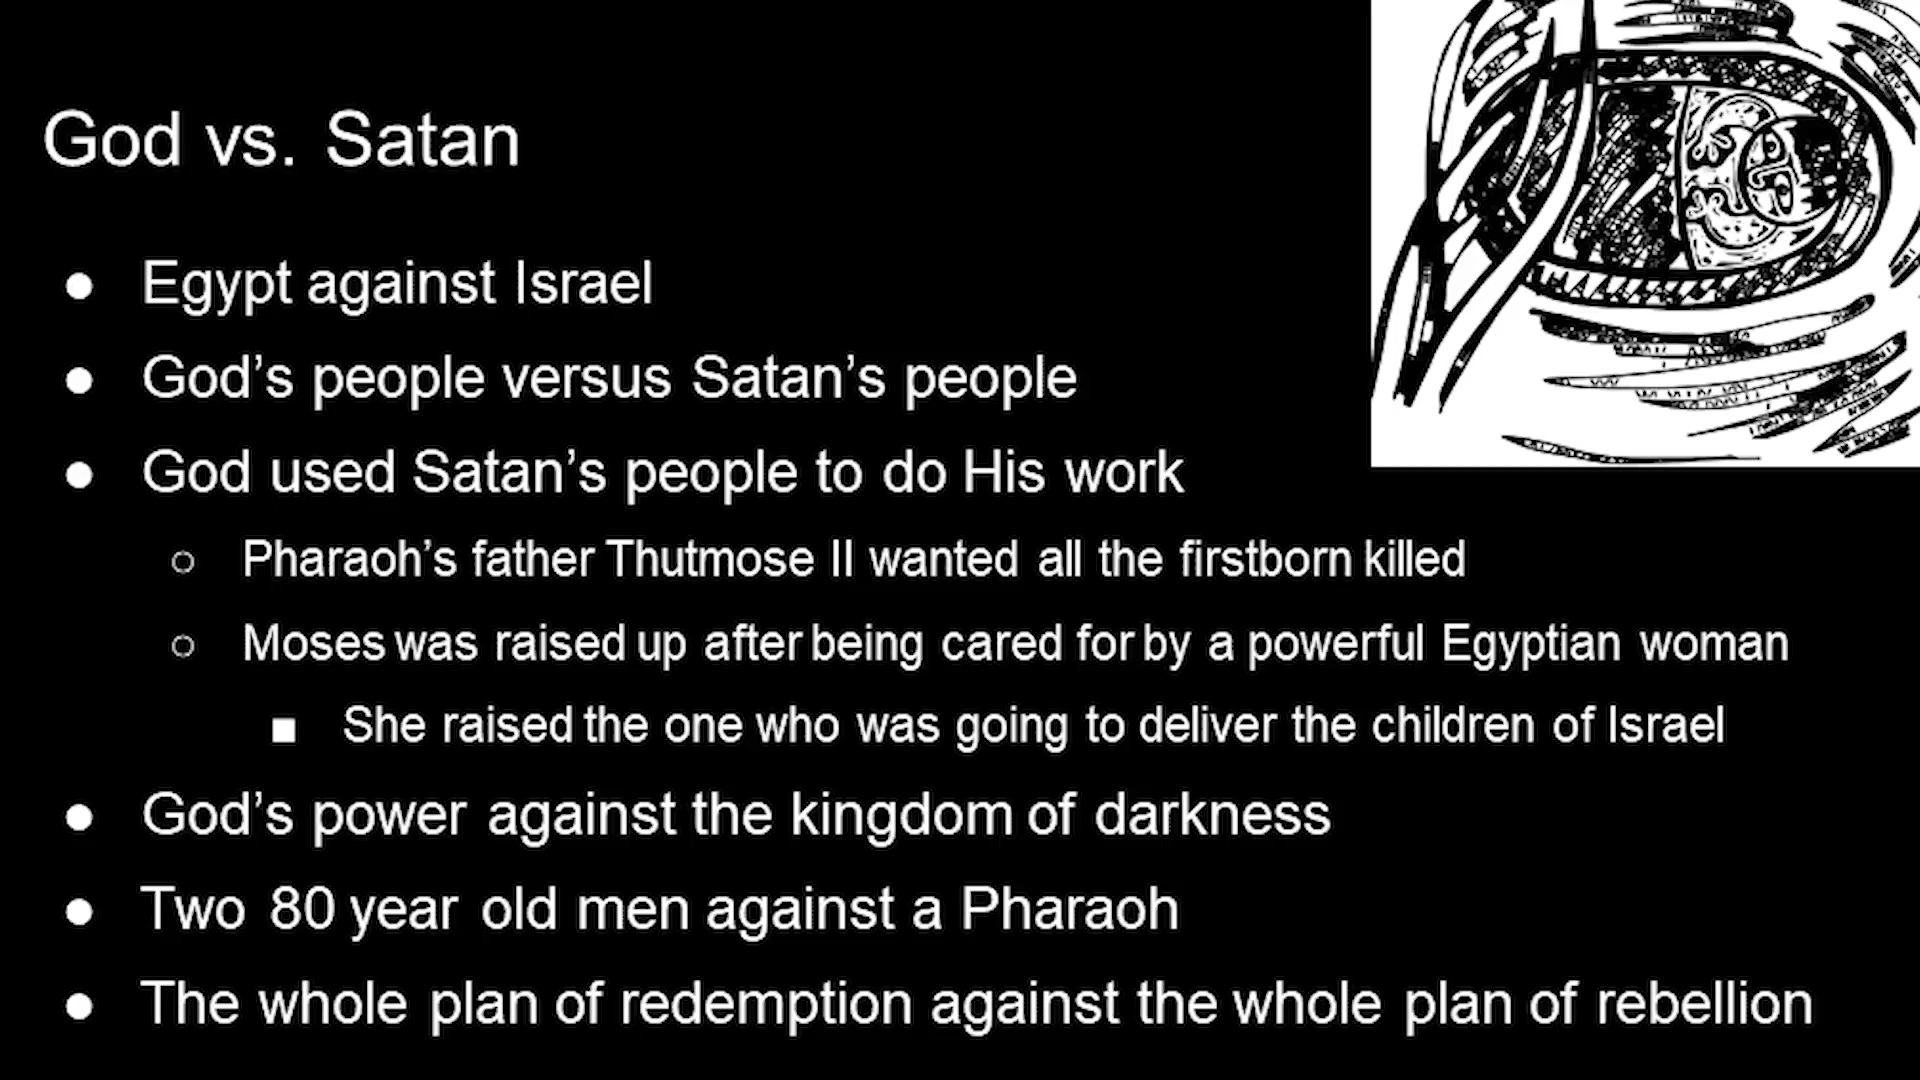 God vs. Satan
● Egypt against Israel
● God’s people versus Satan’s people
● God used Satan’s people to do His work
○ Pharaoh’s father Thutmose II wanted all the firstborn killed
○ Moses was raised up after being cared for by a powerful Egyptian woman
■ She raised the one who was going to deliver the children of Israel
● God’s power against the kingdom of darkness
● Two 80 year old men against a Pharaoh
● The whole plan of redemption against the whole plan of rebellion